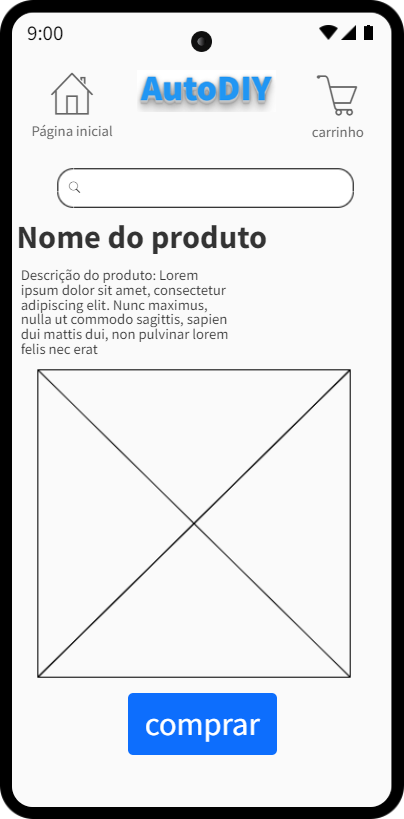 9:00
AutoDIY
Página inicial
carrinho
Nome do produto
Descrição do produto: Lorem
ipsum dolor sit amet, consectetur
adipiscing elit. Nunc maximus,
nulla ut commodo sagittis, sapien
dui mattis dui, non pulvinar lorem
felis nec erat
comprar